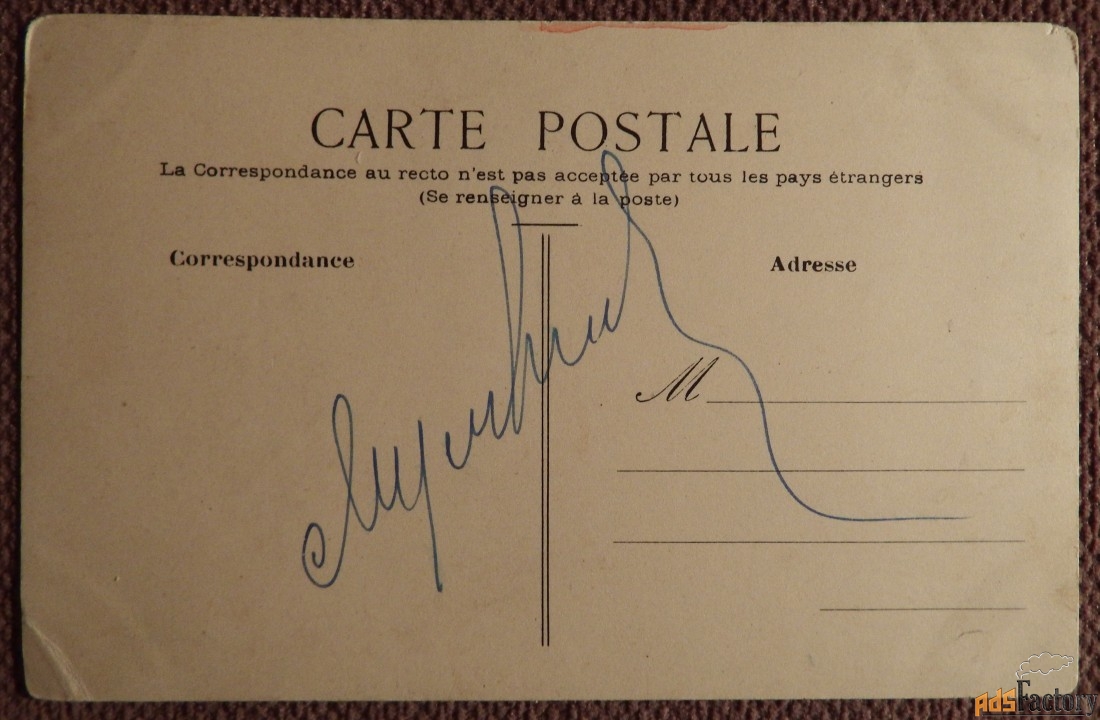 CARTE POSTALE
La Correspondance au recto n'est pas acceptée par tous les pays étrangers
(Se renseigner à la poste)
Correspondance
Adresse
M
AdsFactory